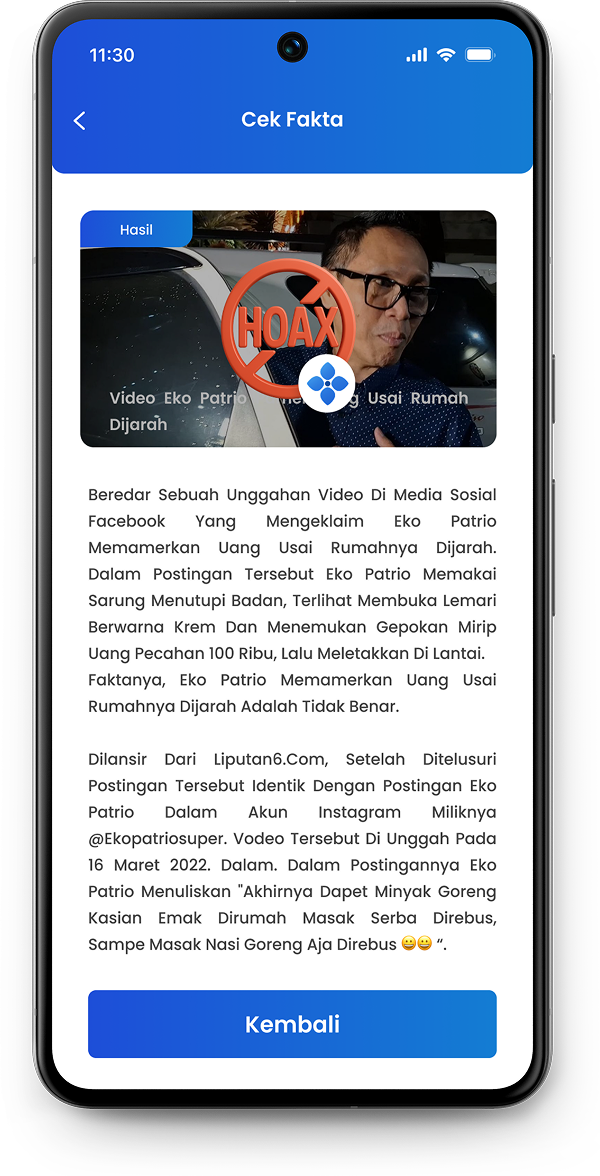 11:30
Cek Fakta
Hasil
HOAX
Video Eko Patrio Usai Rumah
Dijarah
Beredar Sebuah Unggahan Video Di Media Sosial
Facebook Yang Mengeklaim Eko Patrio
Memamerkan Uang Usai Rumahnya Dijarah.
Dalam Postingan Tersebut Eko Patrio Memakai
Sarung Menutupi Badan, Terlihat Membuka Lemari
Berwarna Krem Dan Menemukan Gepokan Mirip
Uang Pecahan 100 Ribu, Lalu Meletakkan Di Lantai.
Faktanya, Eko Patrio Memamerkan Uang Usai
Rumahnya Dijarah Adalah Tidak Benar.
Dilansir Dari Liputan6.Com, Setelah Ditelusuri
Postingan Tersebut Identik Dengan Postingan Eko
Patrio Dalam Akun Instagram Miliknya
@Ekopatriosuper. Vodeo Tersebut Di Unggah Pada
16 Maret 2022. Dalam. Dalam Postingannya Eko
Patrio Menuliskan "Akhirnya Dapet Minyak Goreng
Kasian Emak Dirumah Masak Serba Direbus,
Sampe Masak Nasi Goreng Aja Direbus 😀😀 “.
Kembali